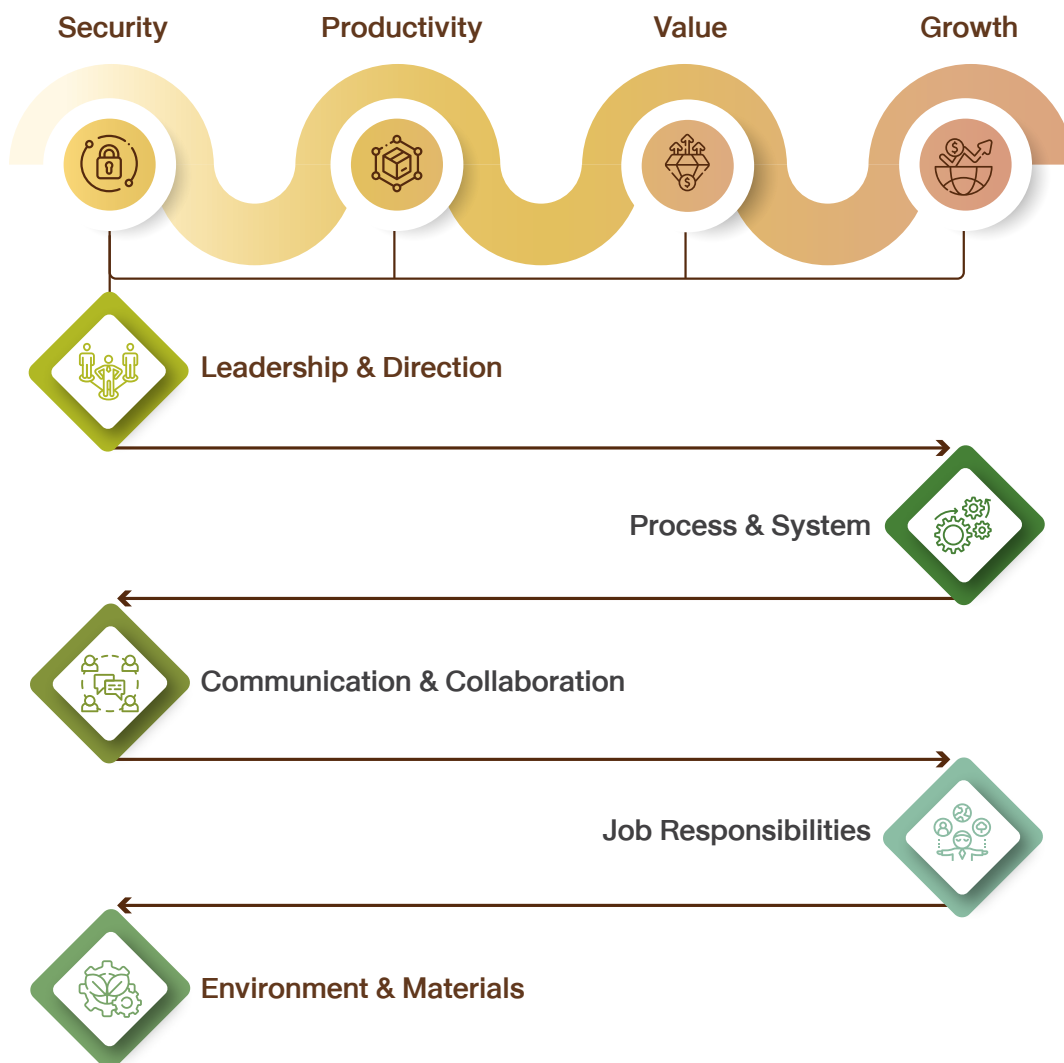 Security
Productivity
Value
Growth
Leadership & Direction
Process & System
Communication & Collaboration
Job Responsibilities
Environment & Materials